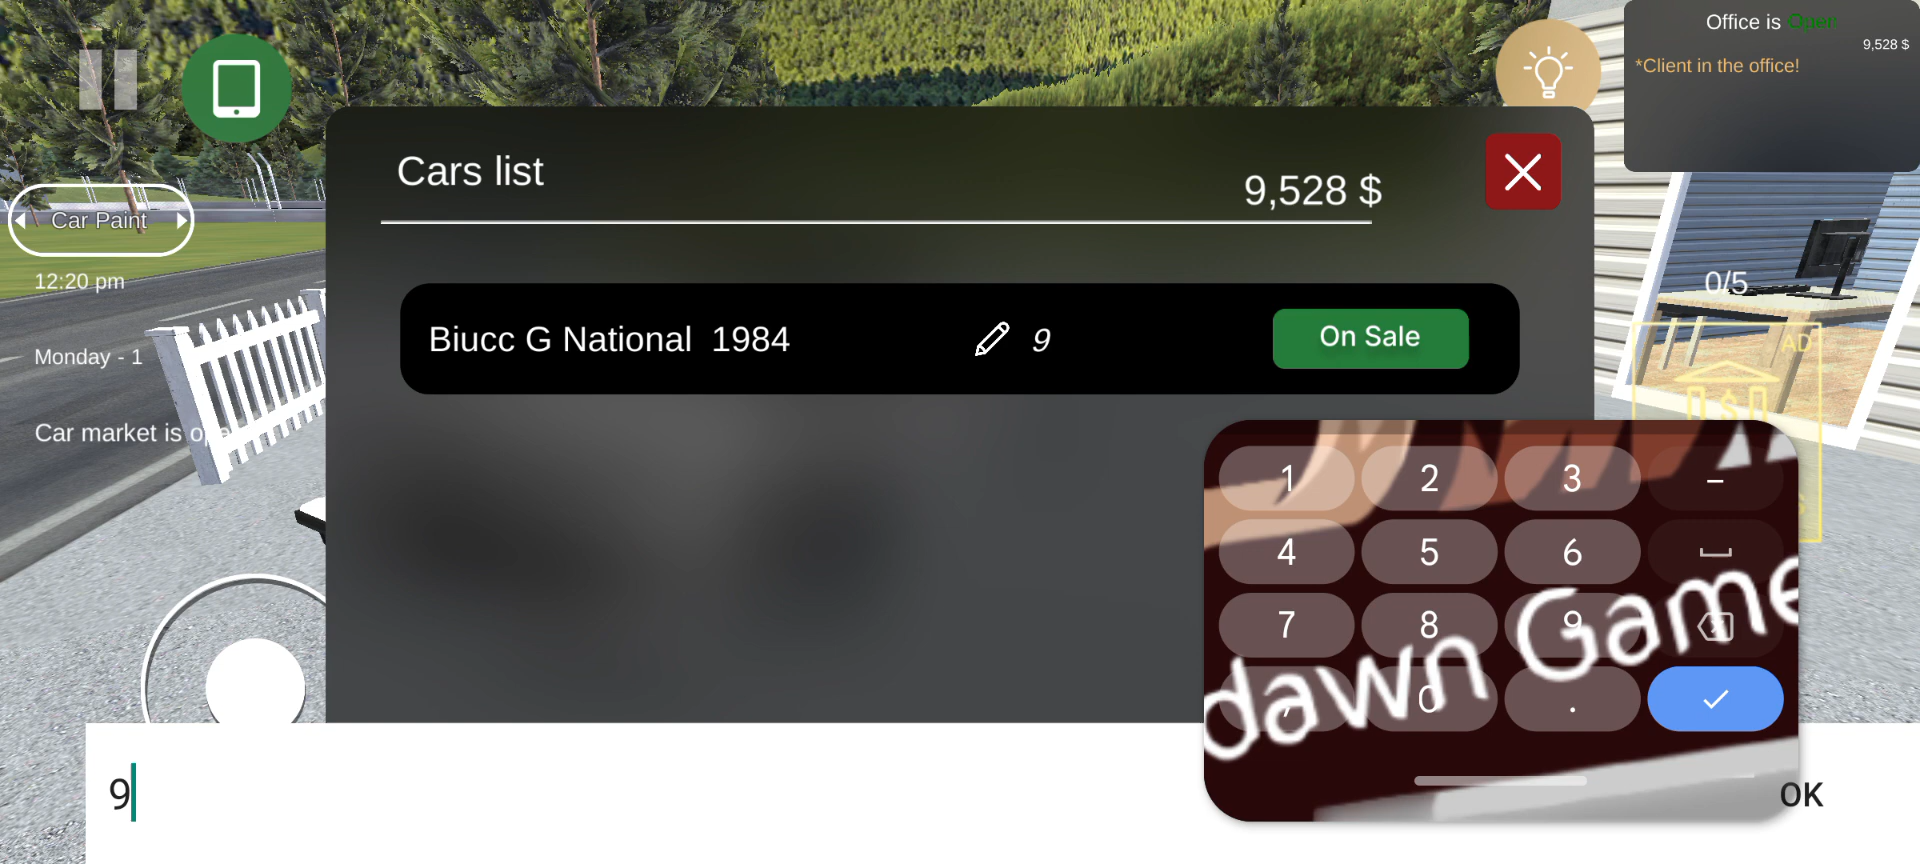 Office is Open
9,528 $
*Client in the office!
Cars list
9,528 $
Car Paint
12:20 pm
Biucc G National 1984
9
On Sale
0/5
AD
Monday - 1
Car market is
1 2 3 –
4 5 6
7 8 9
, 0 .
dawn Game
9
OK